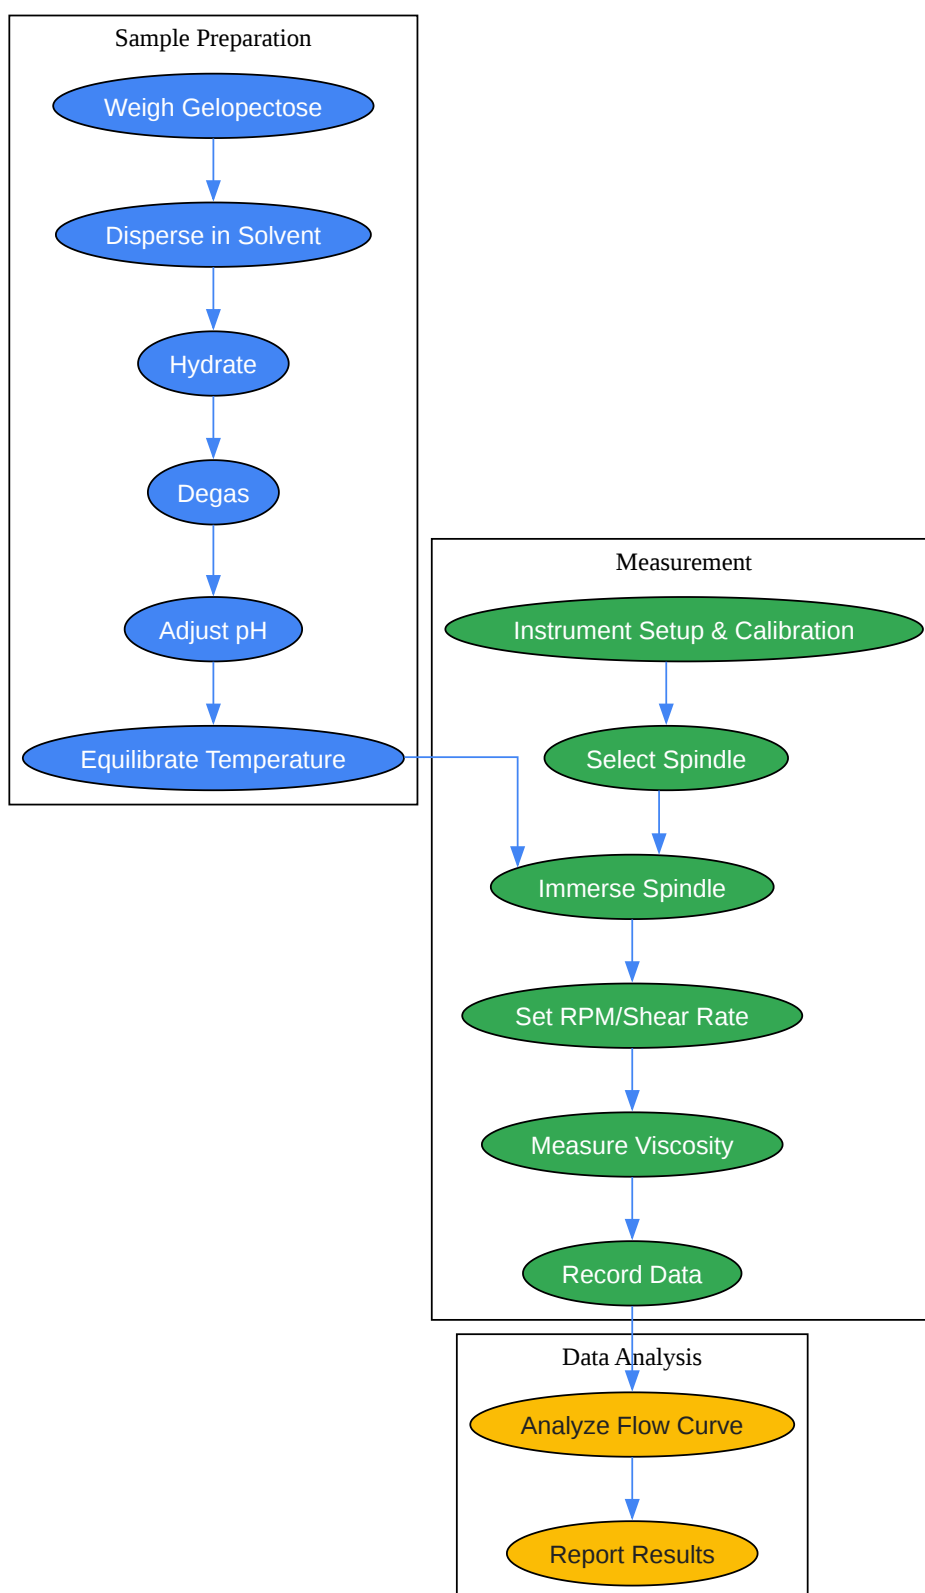 Sample Preparation
Weigh Gelopectose
Disperse in Solvent
Hydrate
Degas
Adjust pH
Equilibrate Temperature
Measurement
Instrument Setup & Calibration
Select Spindle
Immerse Spindle
Set RPM/Shear Rate
Measure Viscosity
Record Data
Data Analysis
Analyze Flow Curve
Report Results